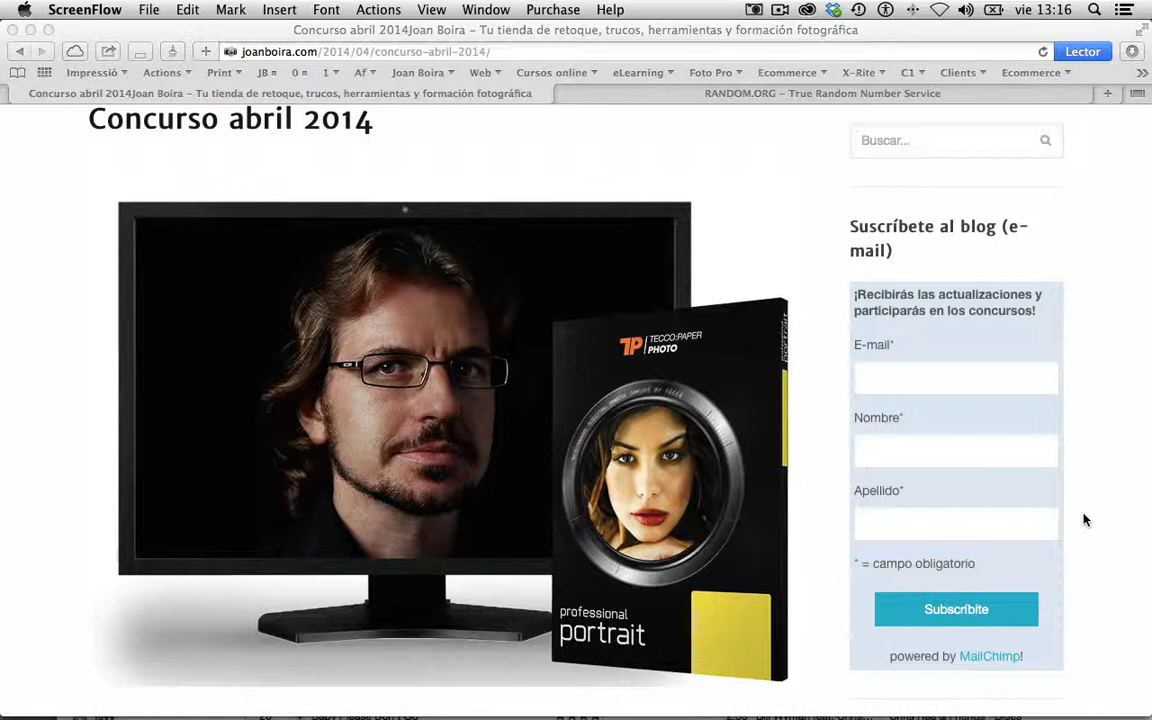 ScreenFlow File Edit Mark Insert Font Actions View Window Purchase Help vie 13:16
Concurso abril 2014Joan Boira – Tu tienda de retoque, trucos, herramientas y formación fotográfica
joanboira.com/2014/04/concurso-abril-2014/ Lector
Impressió Actions Print JB= 0= 1 Af Joan Boira Web Cursos online eLearning Foto Pro Ecommerce X-Rite C1 Clients Ecommerce
Concurso abril 2014Joan Boira – Tu tienda de retoque, trucos, herramientas y formación fotográfica RANDOM.ORG – True Random Number Service
Concurso abril 2014
Buscar...
Suscríbete al blog (e-
mail)
¡Recibirás las actualizaciones y
participarás en los concursos!
E-mail*
Nombre*
Apellido*
* = campo obligatorio
Subscríbite
powered by MailChimp!
TP TECCO:PAPER
PHOTO
professional
portrait